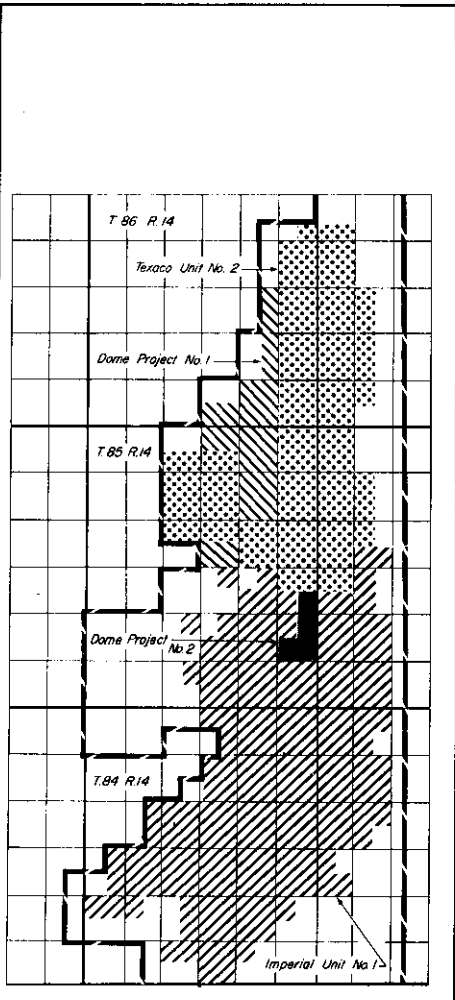 T 86 R.14
Texaco Unit No. 2
Dome Project No. 1
T.85 R.14
Dome Project
No. 2
T.84 R.14
Imperial Unit No. 1